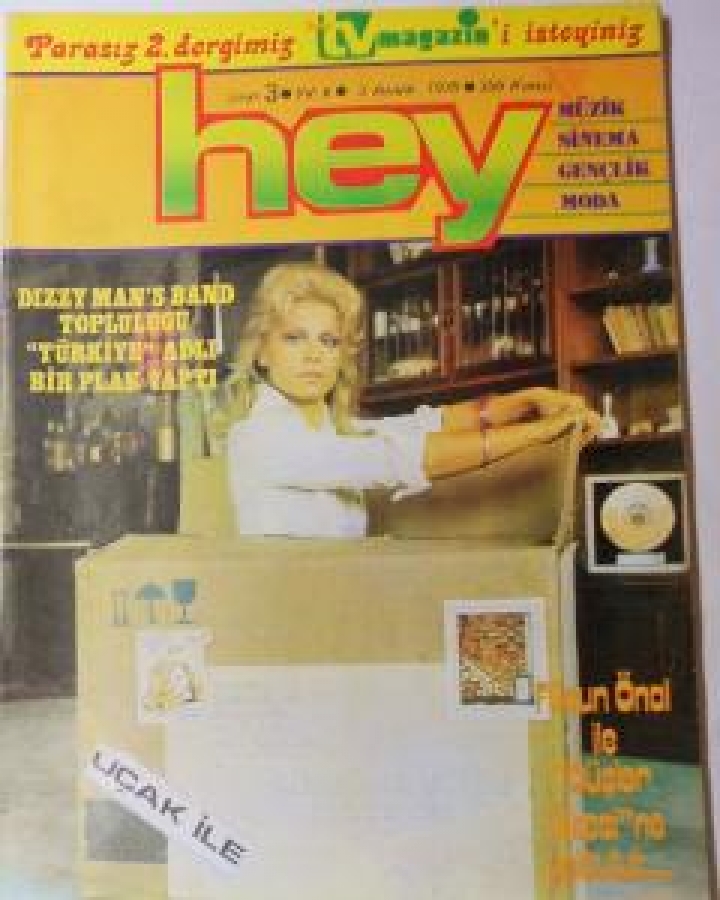 Parasız 2. dergimiz 'tv magazin'i isteyiniz
3
hey
MÜZİK
SİNEMA
GENÇLİK
MODA
DIZZY MAN'S BAND
TOPLULUĞU
"TÜRKİYE" ADLI
BİR PLAK YAPTI
UÇAK İLE
Önal
ile